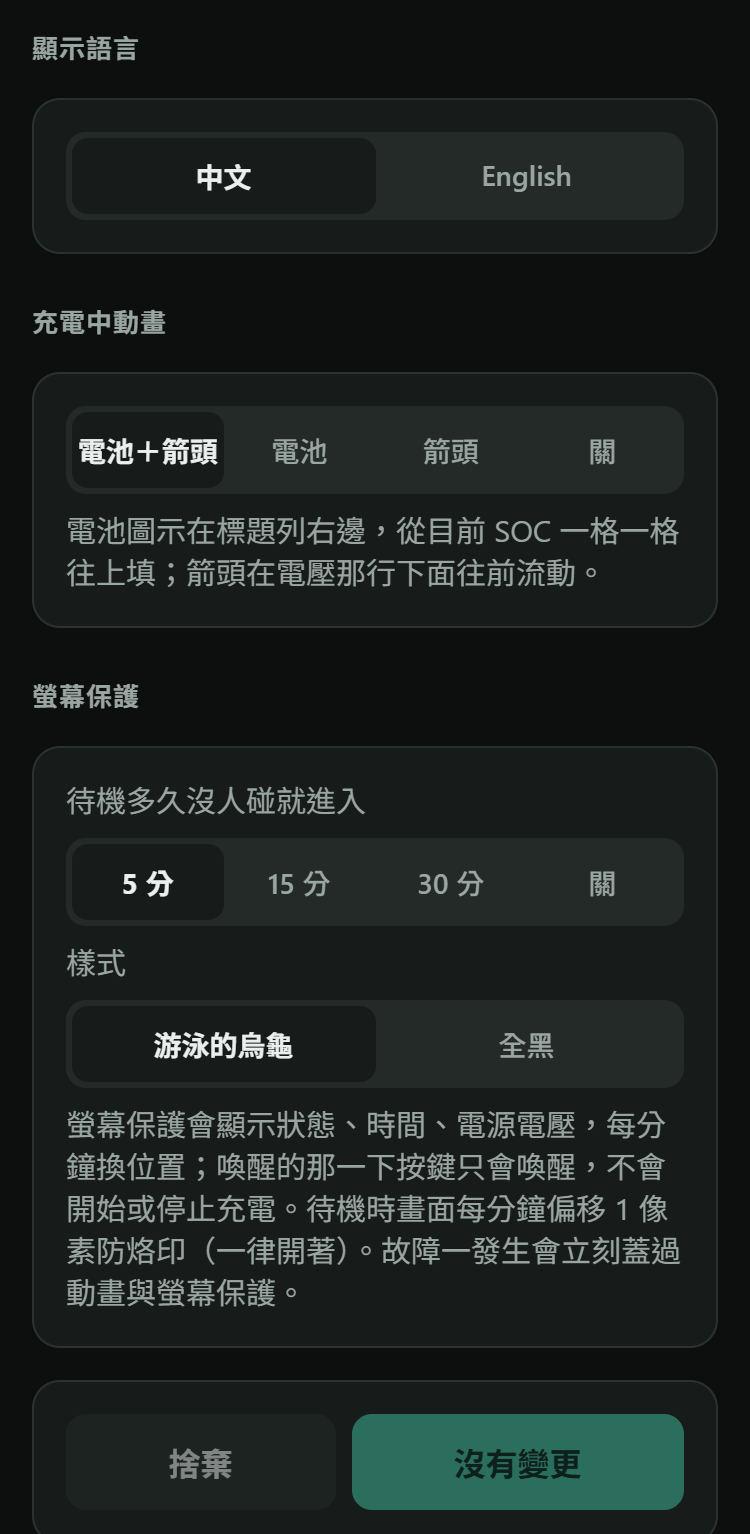 顯示語言
中文 English
充電中動畫
電池＋箭頭 電池 箭頭 關
電池圖示在標題列右邊，從目前 SOC 一格一格
往上填；箭頭在電壓那行下面往前流動。
螢幕保護
待機多久沒人碰就進入
5 分 15 分 30 分 關
樣式
游泳的烏龜 全黑
螢幕保護會顯示狀態、時間、電源電壓，每分
鐘換位置；喚醒的那一下按鍵只會喚醒，不會
開始或停止充電。待機時畫面每分鐘偏移 1 像
素防烙印（一律開著）。故障一發生會立刻蓋過
動畫與螢幕保護。
捨棄 沒有變更